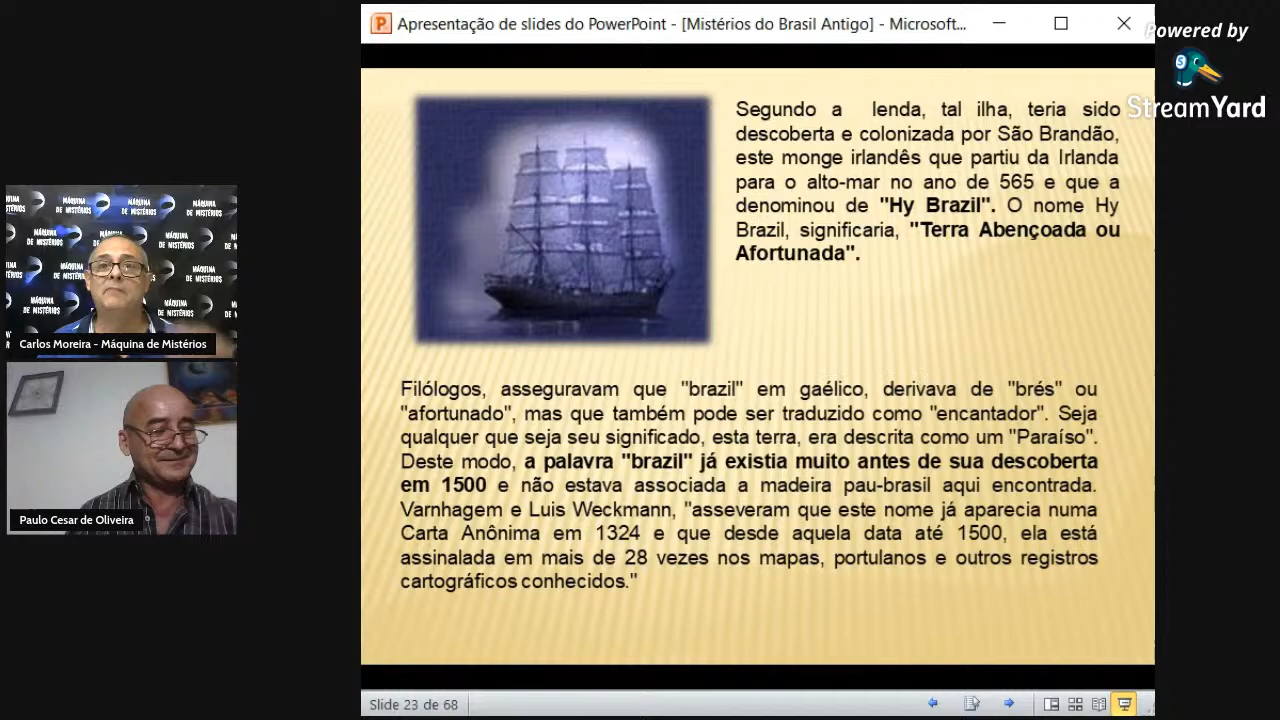 Apresentação de slides do PowerPoint - [Mistérios do Brasil Antigo] - Microsoft...
Powered by
StreamYard
Segundo a lenda, tal ilha, teria sido
descoberta e colonizada por São Brandão,
este monge irlandês que partiu da Irlanda
para o alto-mar no ano de 565 e que a
denominou de "Hy Brazil". O nome Hy
Brazil, significaria, "Terra Abençoada ou
Afortunada".
Filólogos, asseguravam que "brazil" em gaélico, derivava de "brés" ou
"afortunado", mas que também pode ser traduzido como "encantador". Seja
qualquer que seja seu significado, esta terra, era descrita como um "Paraíso".
Deste modo, a palavra "brazil" já existia muito antes de sua descoberta
em 1500 e não estava associada a madeira pau-brasil aqui encontrada.
Varnhagem e Luis Weckmann, "asseveram que este nome já aparecia numa
Carta Anônima em 1324 e que desde aquela data até 1500, ela está
assinalada em mais de 28 vezes nos mapas, portulanos e outros registros
cartográficos conhecidos."
MÁQUINA
DE MISTÉRIOS
Carlos Moreira - Máquina de Mistérios
Paulo Cesar de Oliveira
Slide 23 de 68